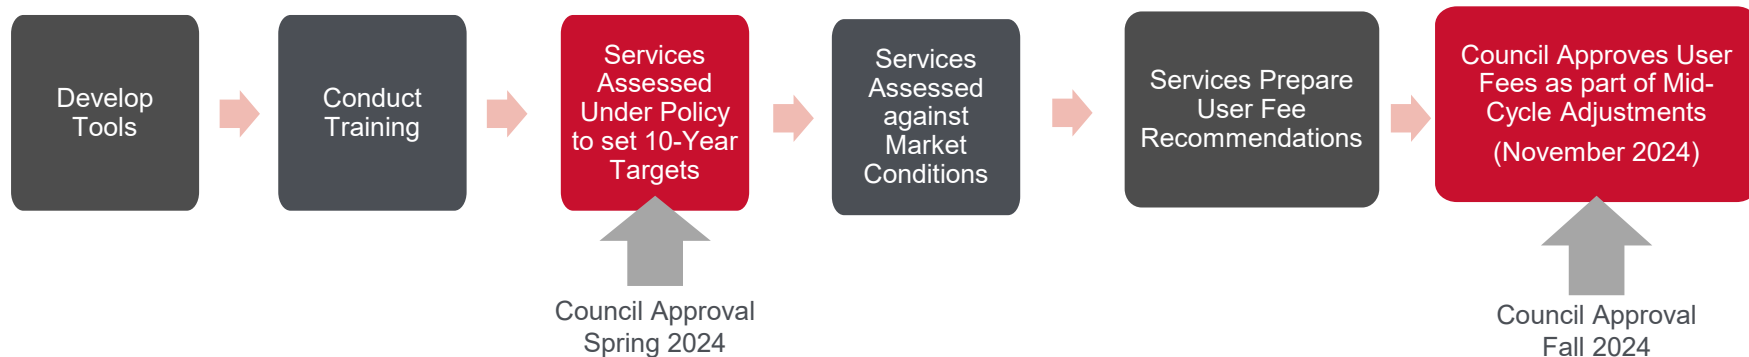 Develop
Tools
Conduct
Training
Services
Assessed
Under Policy
to set 10-Year
Targets
Services
Assessed
against
Market
Conditions
Services Prepare
User Fee
Recommendations
Council Approves User
Fees as part of Mid-
Cycle Adjustments
(November 2024)
Council Approval
Spring 2024
Council Approval
Fall 2024